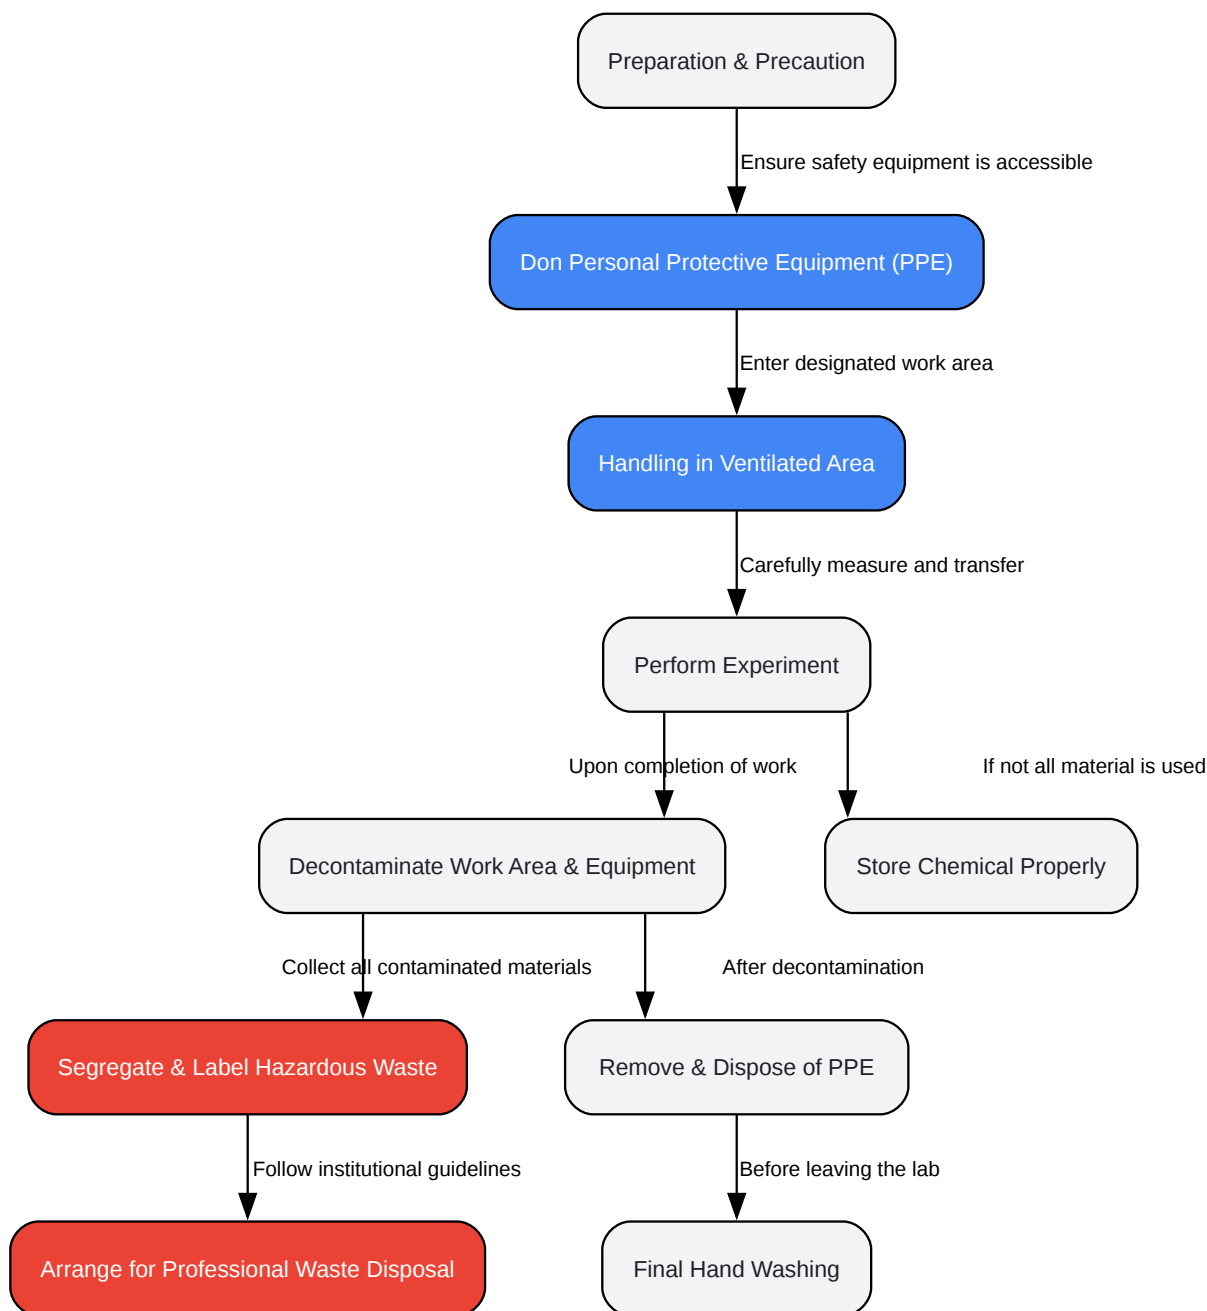 Preparation & Precaution
Ensure safety equipment is accessible
Don Personal Protective Equipment (PPE)
Enter designated work area
Handling in Ventilated Area
Carefully measure and transfer
Perform Experiment
Upon completion of work
If not all material is used
Decontaminate Work Area & Equipment
Store Chemical Properly
Collect all contaminated materials
After decontamination
Segregate & Label Hazardous Waste
Remove & Dispose of PPE
Follow institutional guidelines
Before leaving the lab
Arrange for Professional Waste Disposal
Final Hand Washing